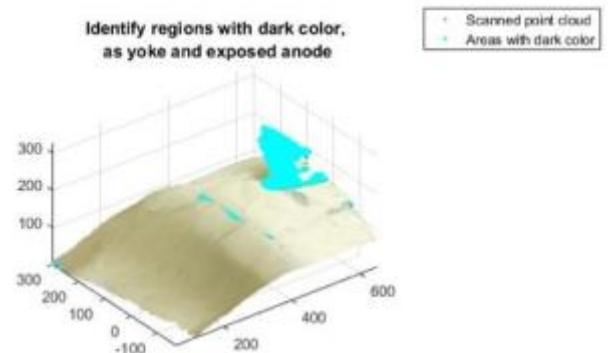 Identify regions with dark color,
as yoke and exposed anode
Scanned point cloud
Areas with dark color
300
200
100
300
200
100
0
-100
200
400
600